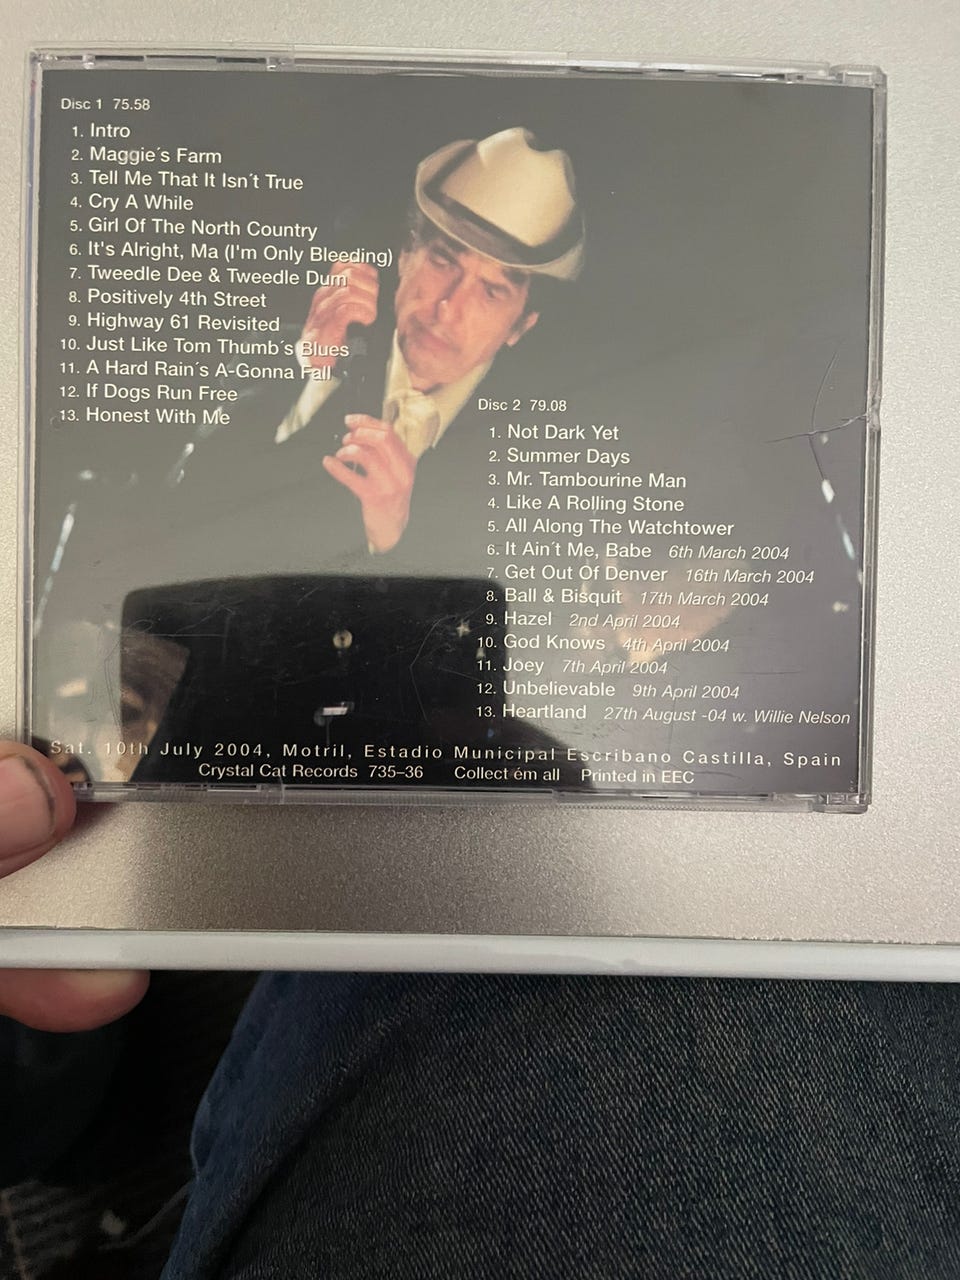 Disc 1 75.58
1. Intro
2. Maggie´s Farm
3. Tell Me That It Isn´t True
4. Cry A While
5. Girl Of The North Country
6. It's Alright, Ma (I'm Only Bleeding)
7. Tweedle Dee & Tweedle Dum
8. Positively 4th Street
9. Highway 61 Revisited
10. Just Like Tom Thumb´s Blues
11. A Hard Rain´s A-Gonna Fall
12. If Dogs Run Free
13. Honest With Me
Disc 2 79.08
1. Not Dark Yet
2. Summer Days
3. Mr. Tambourine Man
4. Like A Rolling Stone
5. All Along The Watchtower
6. It Ain´t Me, Babe 6th March 2004
7. Get Out Of Denver 16th March 2004
8. Ball & Bisquit 17th March 2004
9. Hazel 2nd April 2004
10. God Knows 4th April 2004
11. Joey 7th April 2004
12. Unbelievable 9th April 2004
13. Heartland 27th August -04 w. Willie Nelson
Sat. 10th July 2004, Motril, Estadio Municipal Escribano Castilla, Spain
Crystal Cat Records 735–36 Collect ém all Printed in EEC